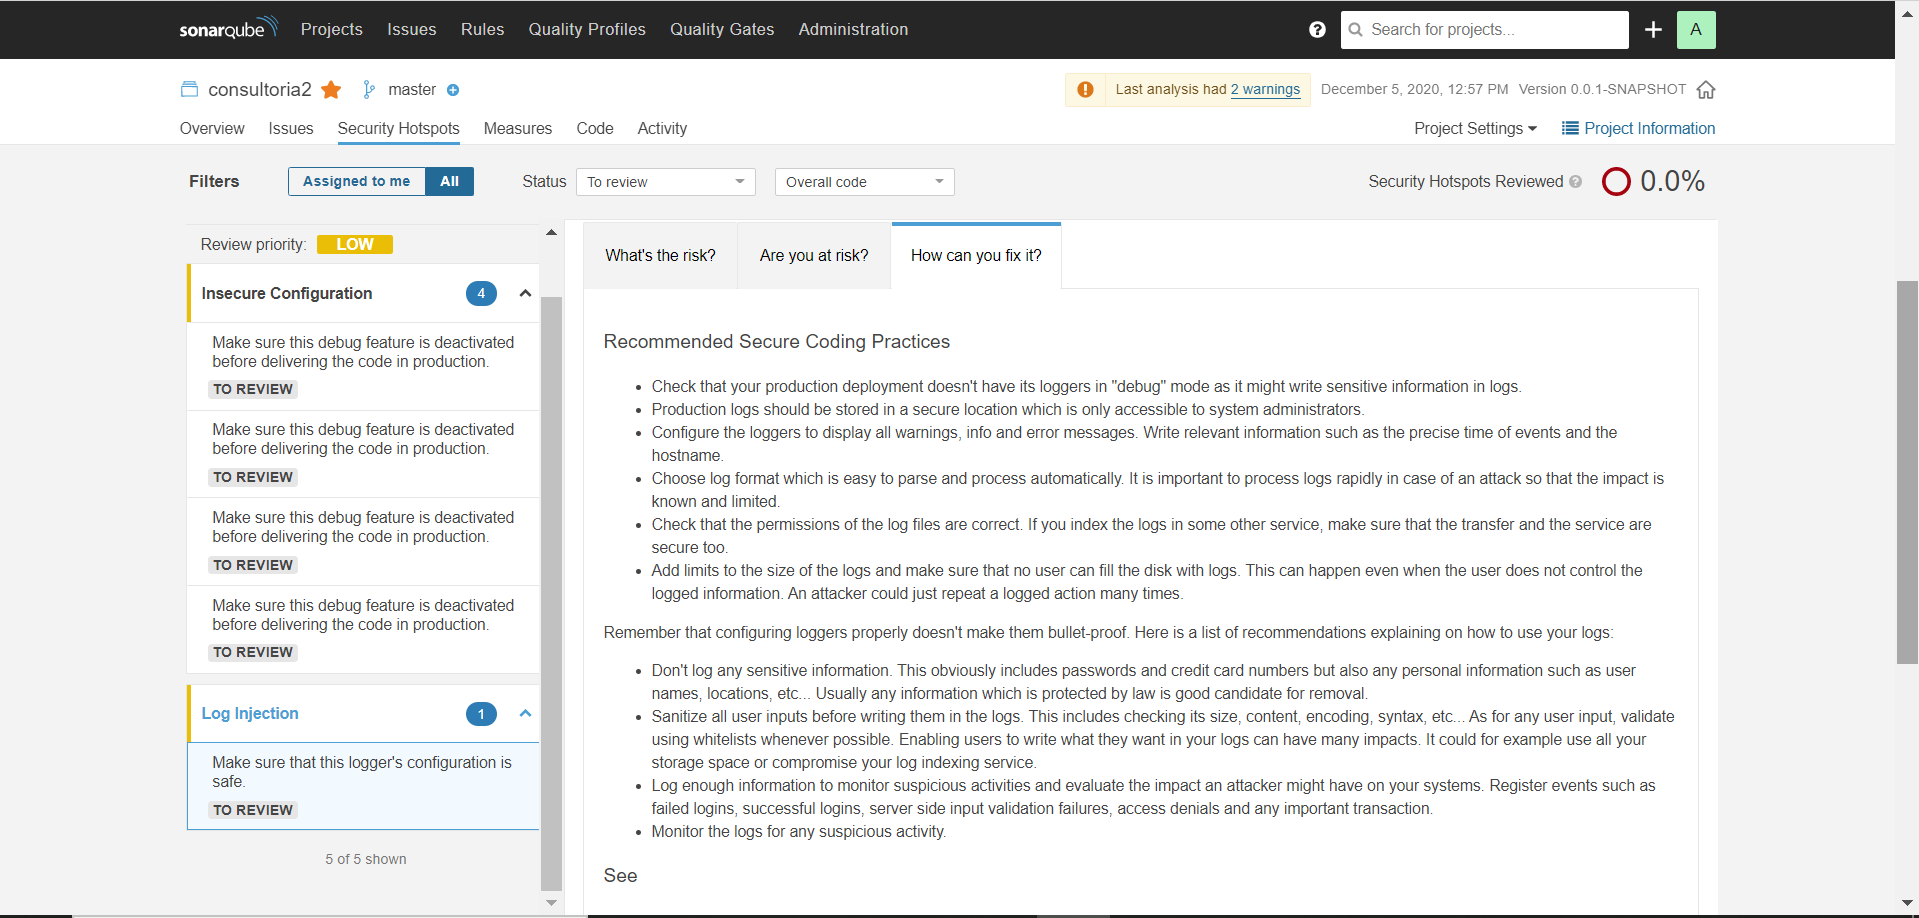 sonarqube Projects Issues Rules Quality Profiles Quality Gates Administration ? Search for projects... + A
consultoria2 master Last analysis had 2 warnings December 5, 2020, 12:57 PM Version 0.0.1-SNAPSHOT
Overview Issues Security Hotspots Measures Code Activity Project Settings Project Information
Filters Assigned to me All Status To review Overall code Security Hotspots Reviewed ? 0.0%
Review priority: LOW
Insecure Configuration 4
Make sure this debug feature is deactivated
before delivering the code in production.
TO REVIEW
Make sure this debug feature is deactivated
before delivering the code in production.
TO REVIEW
Make sure this debug feature is deactivated
before delivering the code in production.
TO REVIEW
Make sure this debug feature is deactivated
before delivering the code in production.
TO REVIEW
Log Injection 1
Make sure that this logger's configuration is
safe.
TO REVIEW
5 of 5 shown
What's the risk? Are you at risk? How can you fix it?
Recommended Secure Coding Practices
• Check that your production deployment doesn't have its loggers in "debug" mode as it might write sensitive information in logs.
• Production logs should be stored in a secure location which is only accessible to system administrators.
• Configure the loggers to display all warnings, info and error messages. Write relevant information such as the precise time of events and the
hostname.
• Choose log format which is easy to parse and process automatically. It is important to process logs rapidly in case of an attack so that the impact is
known and limited.
• Check that the permissions of the log files are correct. If you index the logs in some other service, make sure that the transfer and the service are
secure too.
• Add limits to the size of the logs and make sure that no user can fill the disk with logs. This can happen even when the user does not control the
logged information. An attacker could just repeat a logged action many times.
Remember that configuring loggers properly doesn't make them bullet-proof. Here is a list of recommendations explaining on how to use your logs:
• Don't log any sensitive information. This obviously includes passwords and credit card numbers but also any personal information such as user
names, locations, etc... Usually any information which is protected by law is good candidate for removal.
• Sanitize all user inputs before writing them in the logs. This includes checking its size, content, encoding, syntax, etc... As for any user input, validate
using whitelists whenever possible. Enabling users to write what they want in your logs can have many impacts. It could for example use all your
storage space or compromise your log indexing service.
• Log enough information to monitor suspicious activities and evaluate the impact an attacker might have on your systems. Register events such as
failed logins, successful logins, server side input validation failures, access denials and any important transaction.
• Monitor the logs for any suspicious activity.
See